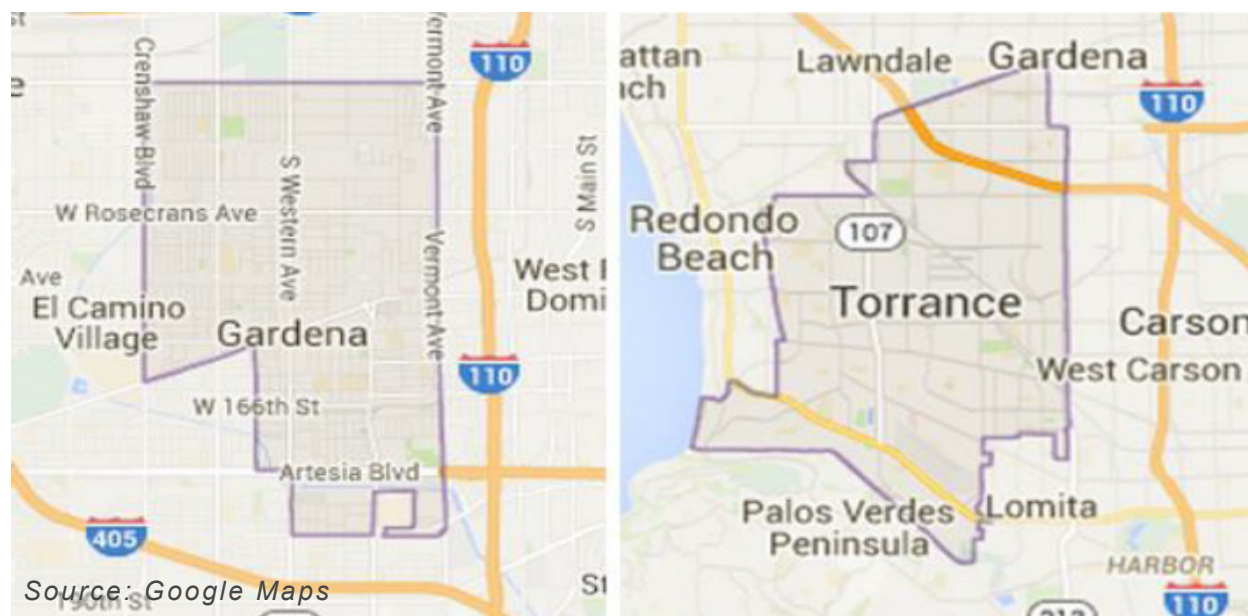 110
Crenshaw Blvd
Vermont Ave
S Western Ave
S Main St
W Rosecrans Ave
Ave
El Camino
Village
Gardena
Vermont Ave
West
Domi
110
W 166th St
Artesia Blvd
405
190th St
St
Source: Google Maps
attan
ach
Lawndale
Gardena
110
Redondo
Beach
107
Torrance
Carson
West Carson
Palos Verdes
Peninsula
Lomita
HARBOR
110
213